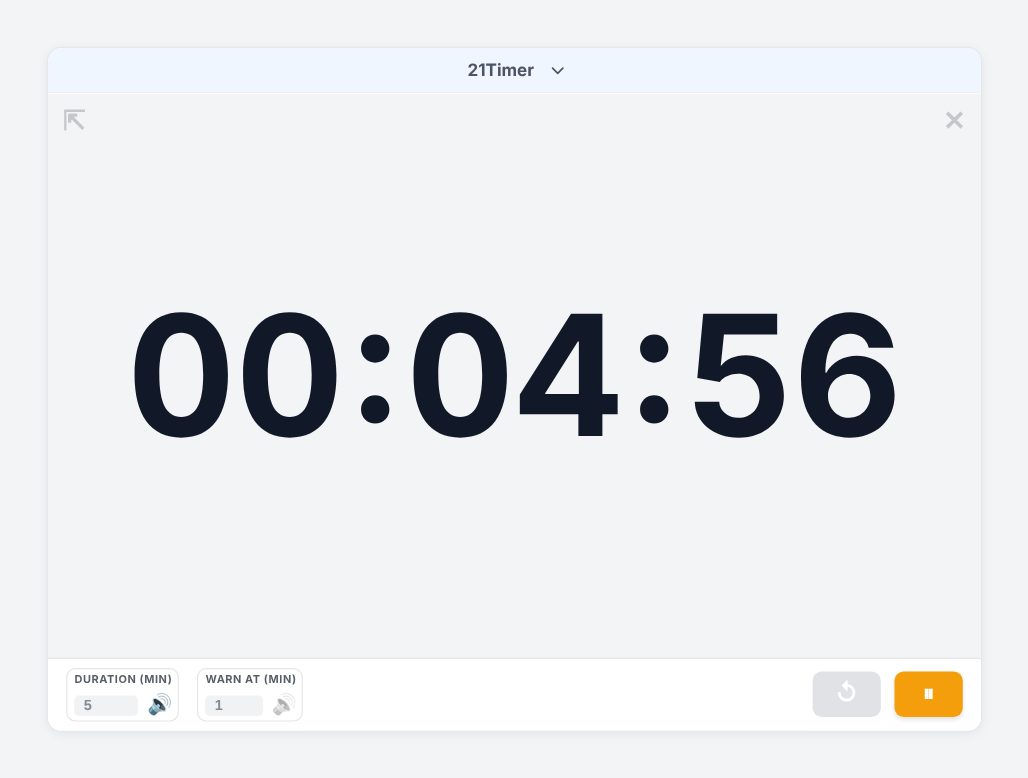 21Timer
00:04:56
DURATION (MIN)
5
WARN AT (MIN)
1